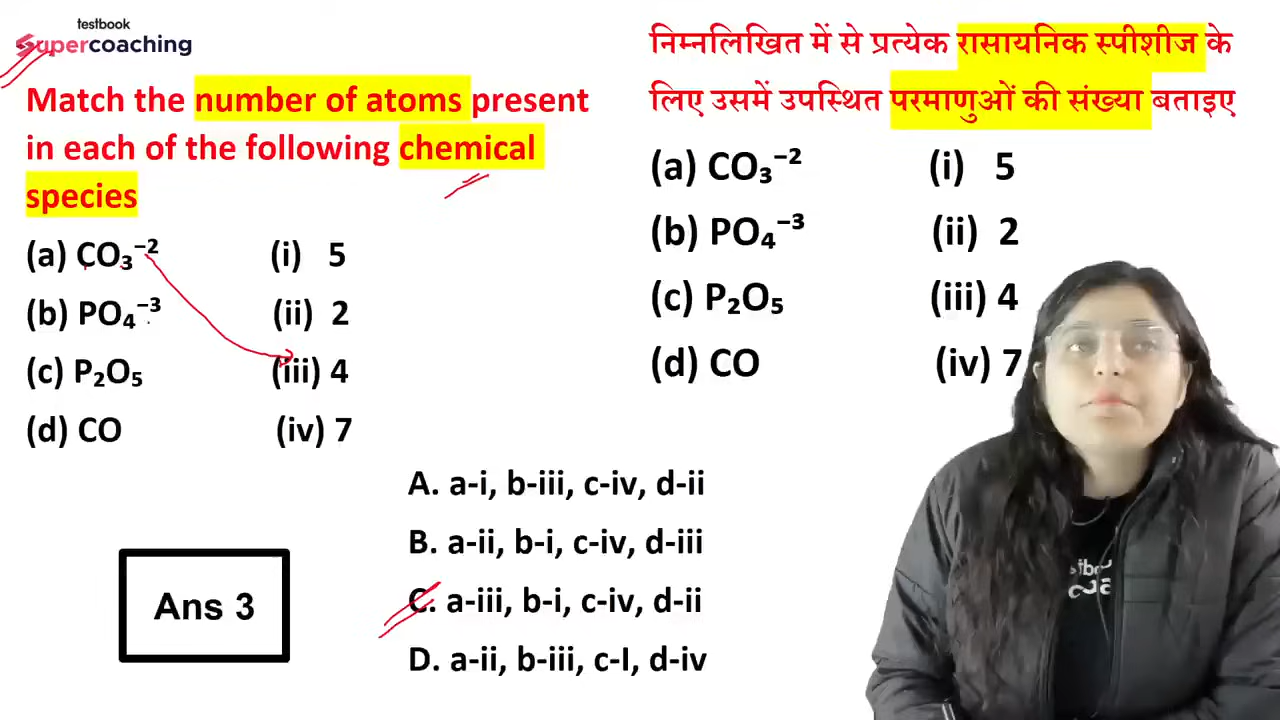 testbook
Supercoaching
Match the number of atoms present
in each of the following chemical
species
(a) CO₃⁻² (i) 5
(b) PO₄⁻³ (ii) 2
(c) P₂O₅ (iii) 4
(d) CO (iv) 7
निम्नलिखित में से प्रत्येक रासायनिक स्पीशीज के
लिए उसमें उपस्थित परमाणुओं की संख्या बताइए
(a) CO₃⁻² (i) 5
(b) PO₄⁻³ (ii) 2
(c) P₂O₅ (iii) 4
(d) CO (iv) 7
A. a-i, b-iii, c-iv, d-ii
B. a-ii, b-i, c-iv, d-iii
C. a-iii, b-i, c-iv, d-ii
D. a-ii, b-iii, c-I, d-iv
Ans 3